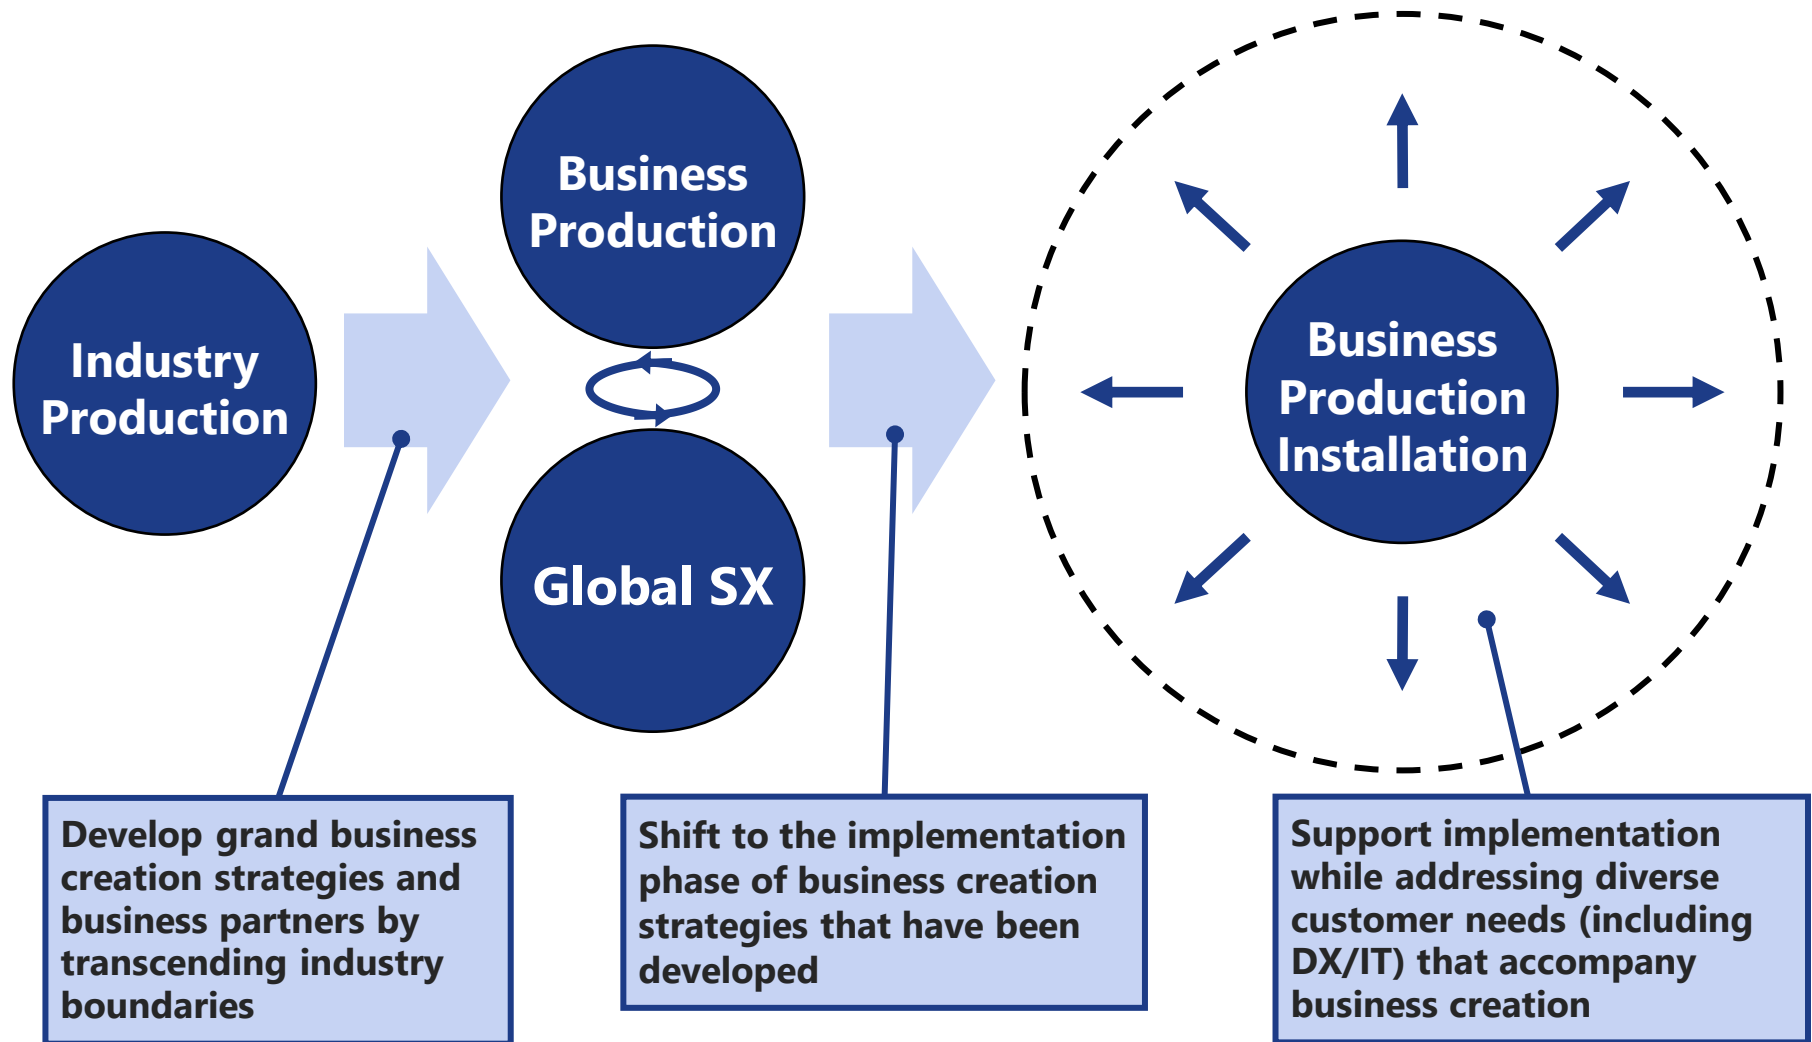 Industry
Production
Business
Production
Global SX
Business
Production
Installation
Develop grand business
creation strategies and
business partners by
transcending industry
boundaries
Shift to the implementation
phase of business creation
strategies that have been
developed
Support implementation
while addressing diverse
customer needs (including
DX/IT) that accompany
business creation